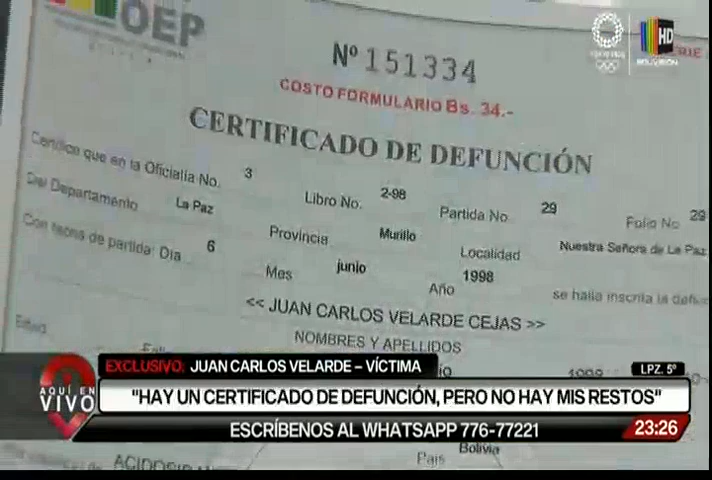 OEP
HD
BOLIVISIÓN
Nº 151334
SERIE
COSTO FORMULARIO Bs. 34.-
CERTIFICADO DE DEFUNCIÓN
Certifico que en la Oficialía No. 3 Libro No. 2-98 Partida No 29 Folio No 29
Del Departamento La Paz Provincia Murillo Localidad Nuestra Señora de La Paz
Con fecha de partida: Día 6 Mes junio Año 1998 se halla inscrita la
<< JUAN CARLOS VELARDE CEJAS >>
NOMBRES Y APELLIDOS
EXCLUSIVO: JUAN CARLOS VELARDE – VÍCTIMA
LPZ. 5º
AQUÍ EN
VIVO
"HAY UN CERTIFICADO DE DEFUNCIÓN, PERO NO HAY MIS RESTOS"
ESCRÍBENOS AL WHATSAPP 776-77221
23:26
País Bolivia